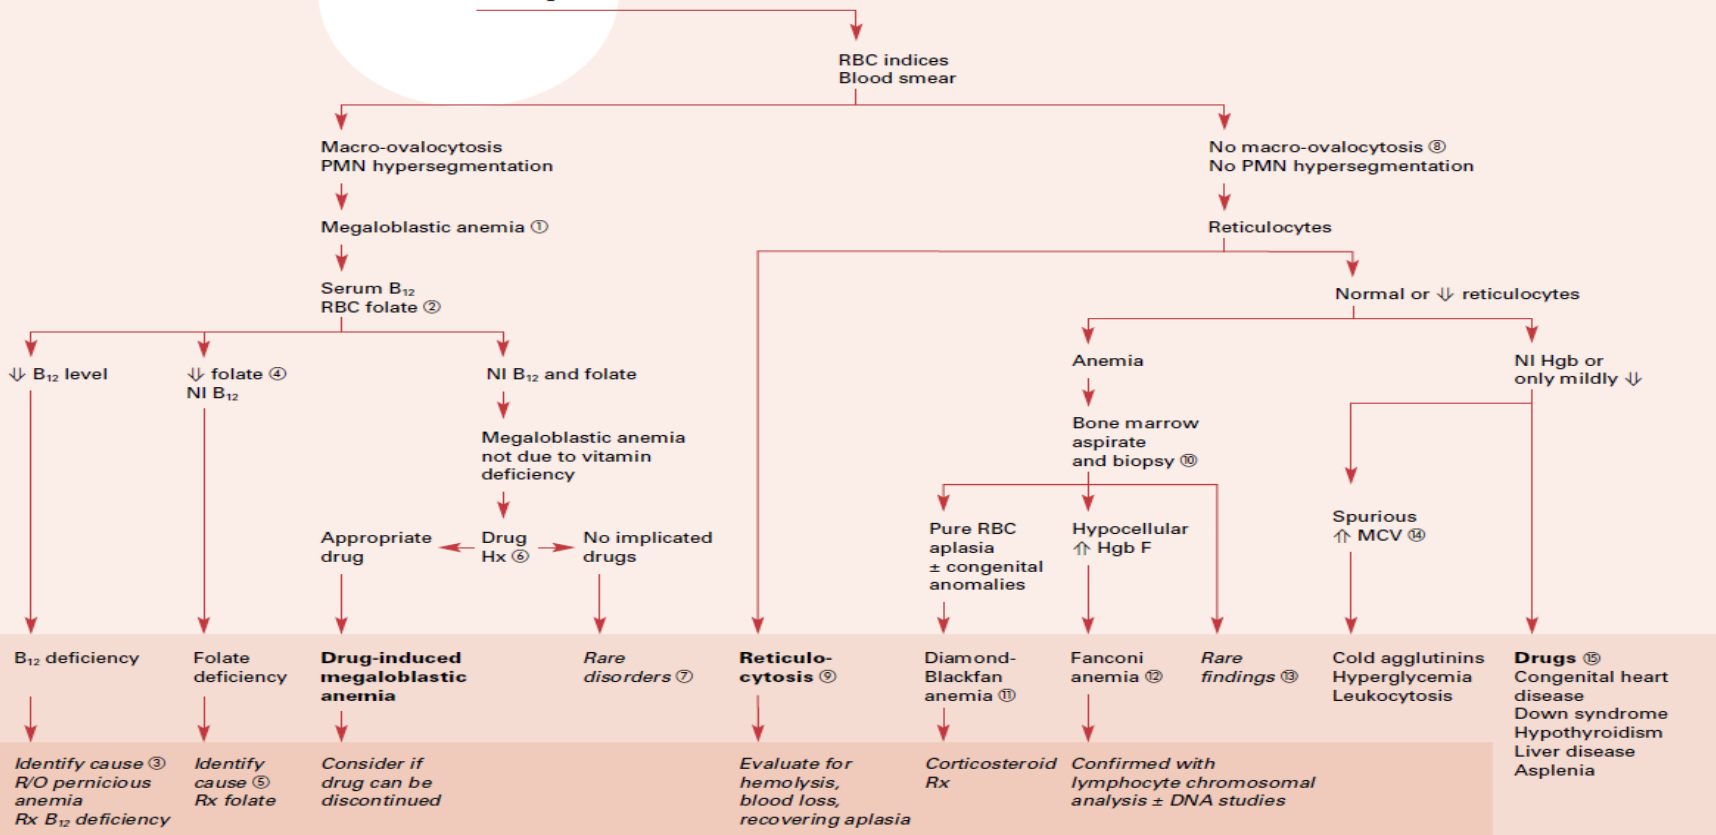 RBC indices
Blood smear
Macro-ovalocytosis
PMN hypersegmentation
No macro-ovalocytosis ⑧
No PMN hypersegmentation
Megaloblastic anemia ①
Reticulocytes
Serum B₁₂
RBC folate ②
Normal or ⇓ reticulocytes
⇓ B₁₂ level
⇓ folate ④
Nl B₁₂
Nl B₁₂ and folate
Anemia
Nl Hgb or
only mildly ⇓
Megaloblastic anemia
not due to vitamin
deficiency
Bone marrow
aspirate
and biopsy ⑩
Appropriate
drug
Drug
Hx ⑥
No implicated
drugs
Pure RBC
aplasia
± congenital
anomalies
Hypocellular
⇑ Hgb F
Spurious
⇑ MCV ⑭
B₁₂ deficiency
Folate
deficiency
Drug-induced
megaloblastic
anemia
Rare
disorders ⑦
Reticulo-
cytosis ⑨
Diamond-
Blackfan
anemia ⑪
Fanconi
anemia ⑫
Rare
findings ⑬
Cold agglutinins
Hyperglycemia
Leukocytosis
Drugs ⑮
Congenital heart
disease
Down syndrome
Hypothyroidism
Liver disease
Asplenia
Identify cause ③
R/O pernicious
anemia
Rx B₁₂ deficiency
Identify
cause ⑤
Rx folate
Consider if
drug can be
discontinued
Evaluate for
hemolysis,
blood loss,
recovering aplasia
Corticosteroid
Rx
Confirmed with
lymphocyte chromosomal
analysis ± DNA studies